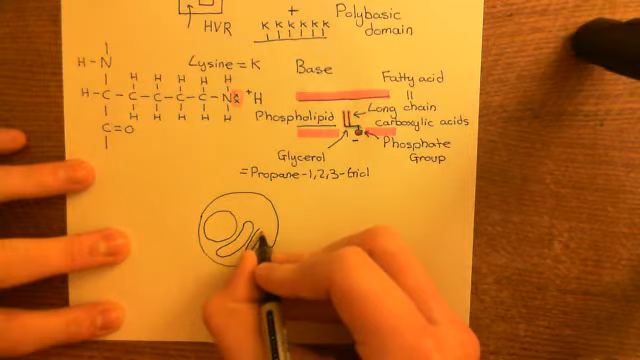 HVR
+
K K K K K K
Polybasic
domain
Lysine = K
Base
H - N
H H H H H
H - C - C - C - C - C - N : + H
H H H H H
C = O
Fatty acid
=
Long chain
carboxylic acids
Phospholipid
-
Phosphate
Group
Glycerol
= Propane-1,2,3-triol